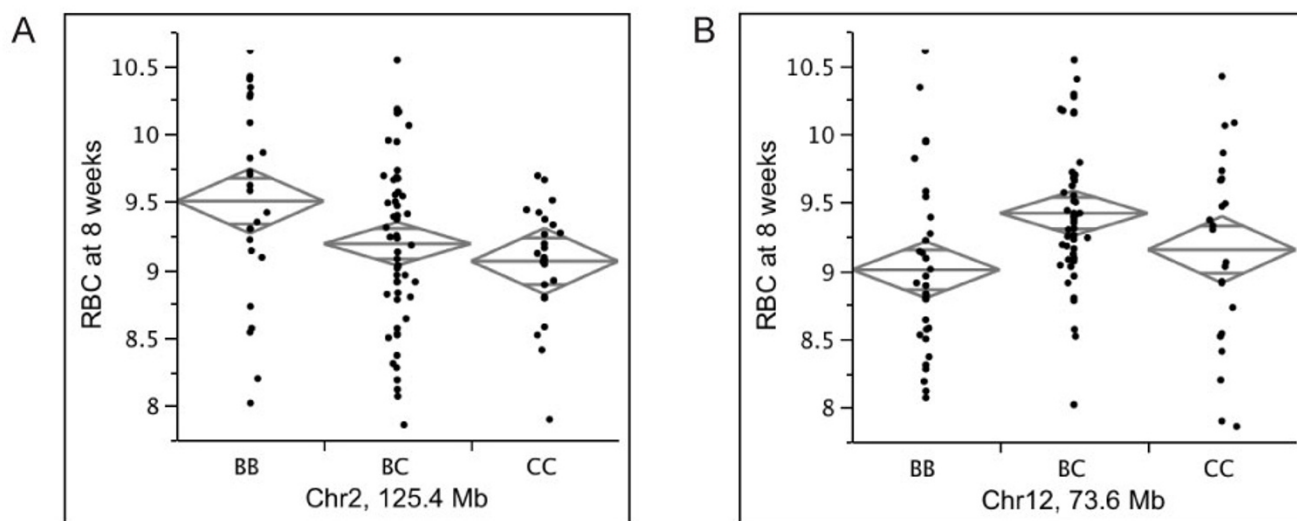 A
RBC at 8 weeks
10.5
10
9.5
9
8.5
8
BB BC CC
Chr2, 125.4 Mb
B
RBC at 8 weeks
10.5
10
9.5
9
8.5
8
BB BC CC
Chr12, 73.6 Mb